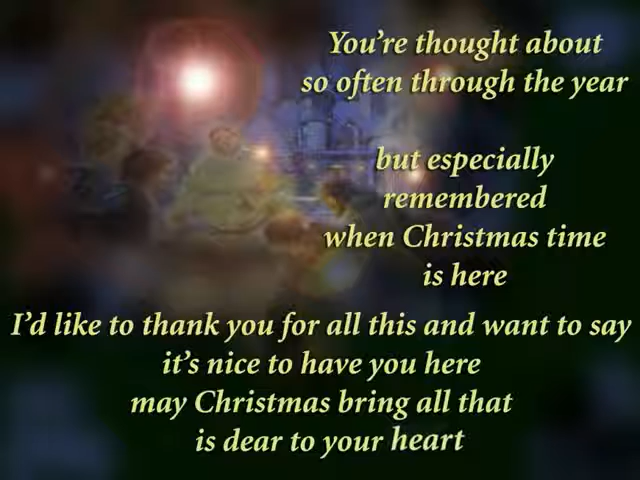 You're thought about
so often through the year
but especially
remembered
when Christmas time
is here
I'd like to thank you for all this and want to say
it's nice to have you here
may Christmas bring all that
is dear to your heart